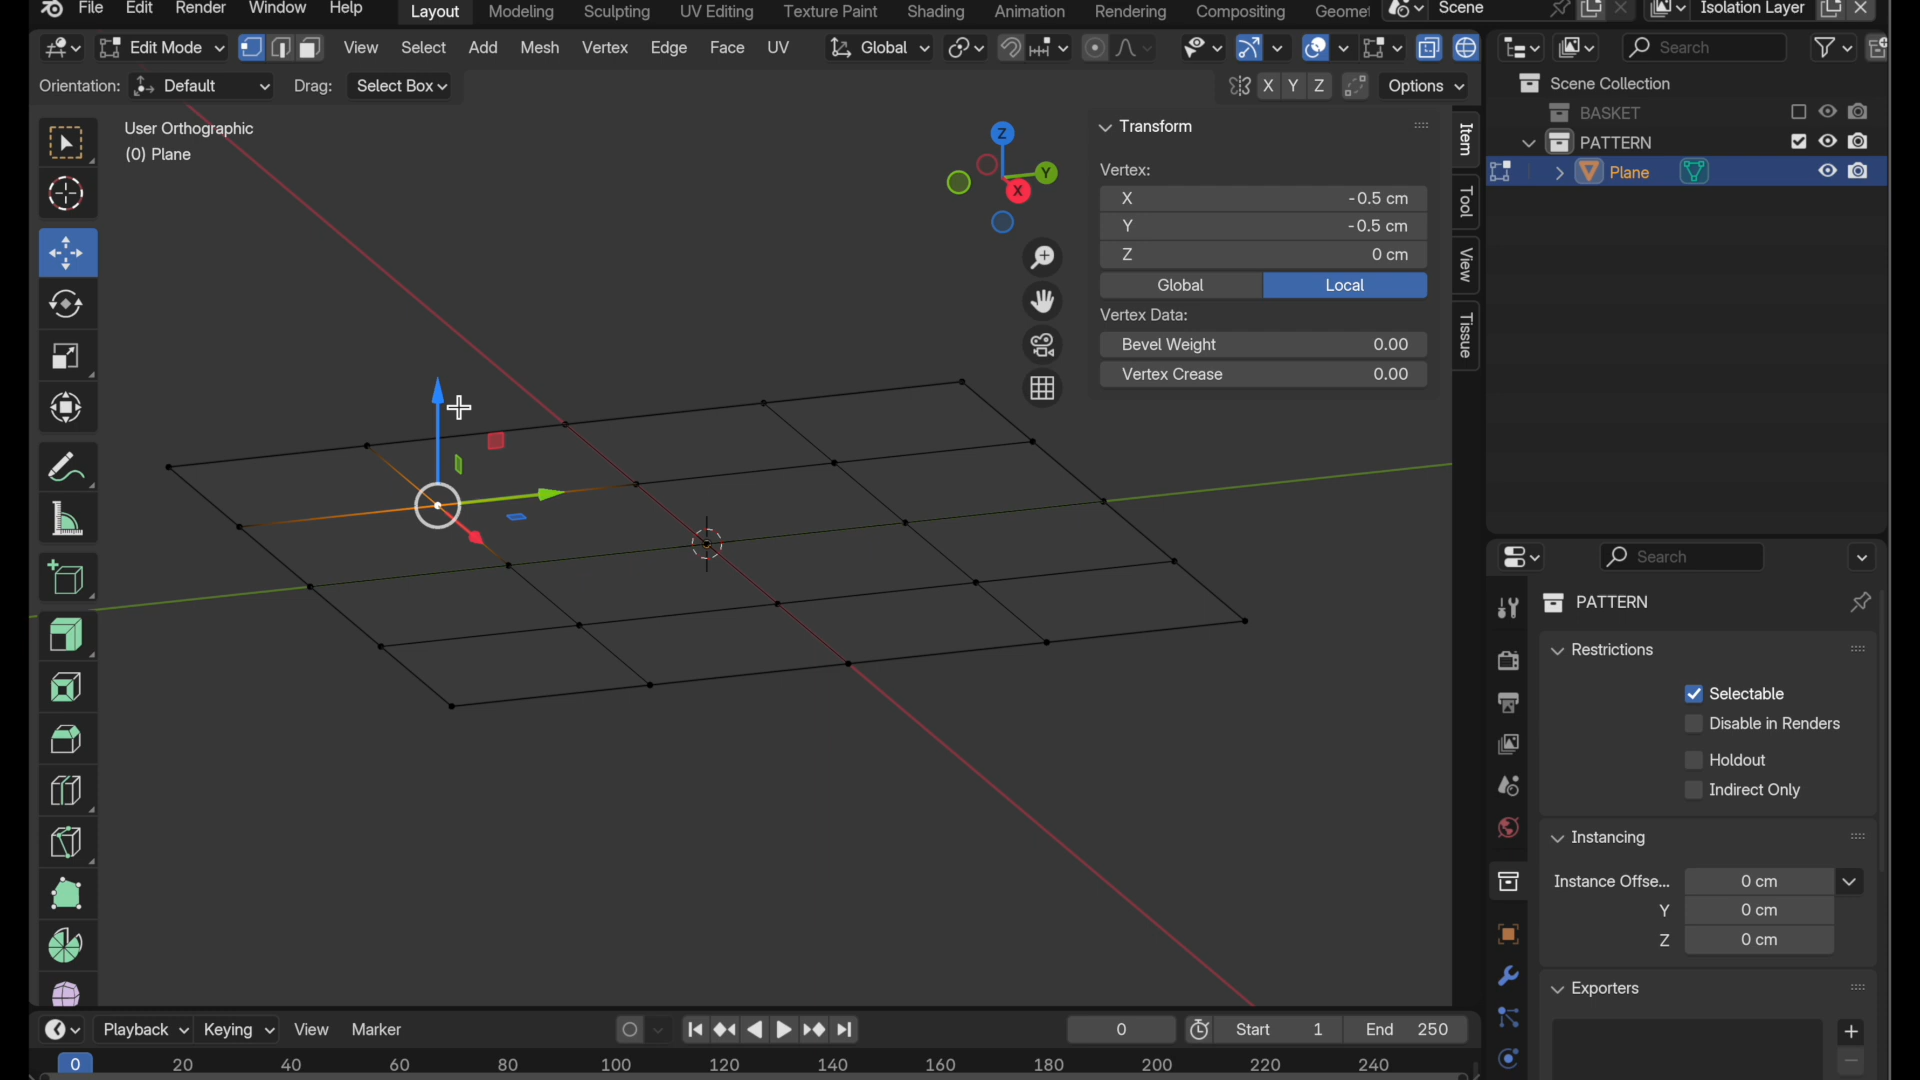 File Edit Render Window Help Layout Modeling Sculpting UV Editing Texture Paint Shading Animation Rendering Compositing Geomet Scene Isolation Layer
Edit Mode View Select Add Mesh Vertex Edge Face UV Global Search
Orientation: Default Drag: Select Box X Y Z Options
Scene Collection
BASKET
PATTERN
Plane
User Orthographic
(0) Plane
Z
Y
X
Transform
Vertex:
X -0.5 cm
Y -0.5 cm
Z 0 cm
Global Local
Vertex Data:
Bevel Weight 0.00
Vertex Crease 0.00
Item
Tool
View
Tissue
Search
PATTERN
Restrictions
Selectable
Disable in Renders
Holdout
Indirect Only
Instancing
Instance Offse... 0 cm
Y 0 cm
Z 0 cm
Exporters
Playback Keying View Marker 0 Start 1 End 250
0 20 40 60 80 100 120 140 160 180 200 220 240